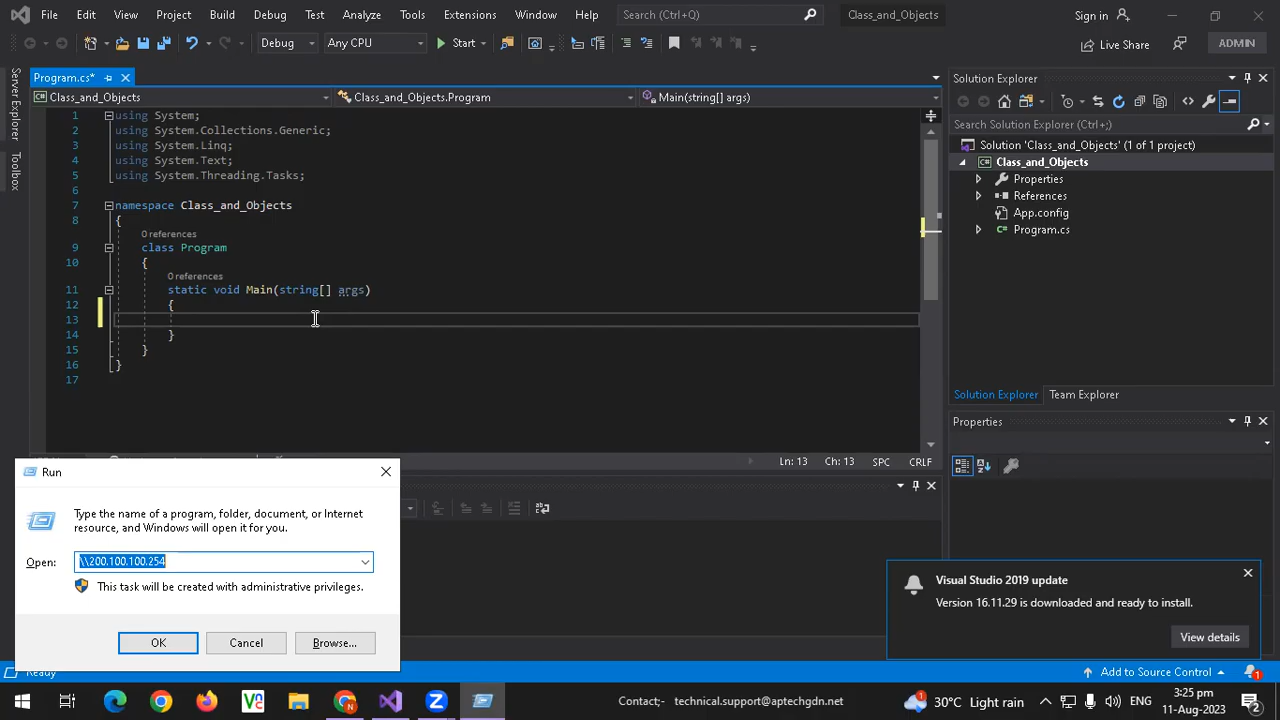 File Edit View Project Build Debug Test Analyze Tools Extensions Window Help Search (Ctrl+Q) Class_and_Objects Sign in
Debug Any CPU Start Live Share ADMIN
Server Explorer
Toolbox
Program.cs*
Class_and_Objects Class_and_Objects.Program Main(string[] args)
1 using System;
2 using System.Collections.Generic;
3 using System.Linq;
4 using System.Text;
5 using System.Threading.Tasks;
6
7 namespace Class_and_Objects
8 {
0 references
9 class Program
10 {
0 references
11 static void Main(string[] args)
12 {
13
14 }
15 }
16 }
17
Ln: 13 Ch: 13 SPC CRLF
Solution Explorer
Search Solution Explorer (Ctrl+;)
Solution 'Class_and_Objects' (1 of 1 project)
Class_and_Objects
Properties
References
App.config
Program.cs
Solution Explorer Team Explorer
Properties
Run
Type the name of a program, folder, document, or Internet
resource, and Windows will open it for you.
Open: \\200.100.100.254
This task will be created with administrative privileges.
OK Cancel Browse...
Visual Studio 2019 update
Version 16.11.29 is downloaded and ready to install.
View details
Ready Add to Source Control 1
Contact;- technical.support@aptechgdn.net 30°C Light rain ENG 3:25 pm
11-Aug-2023